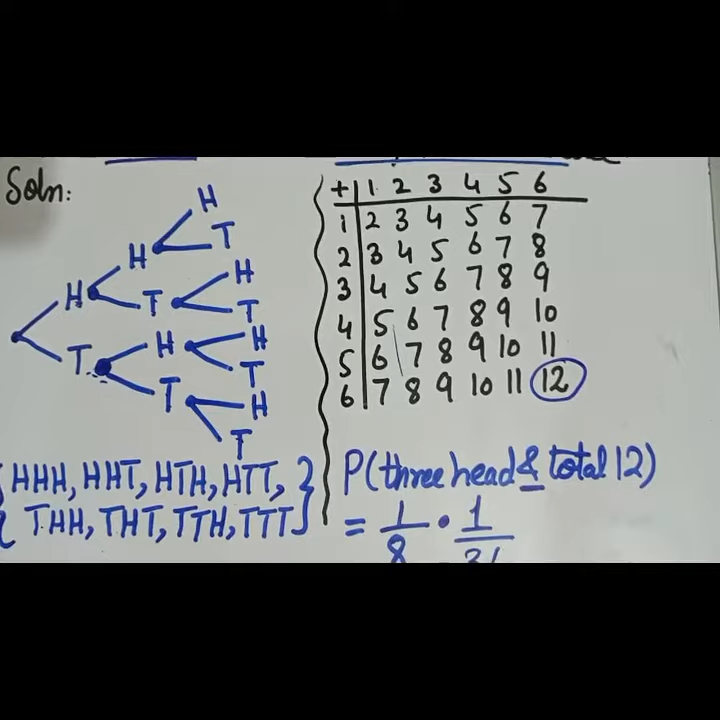 Soln:
H
H
T
H
H
T
T
H
H
T
T
H
T
T
{HHH, HHT, HTH, HTT,
THH, THT, TTH, TTT}
+ 1 2 3 4 5 6
1 2 3 4 5 6 7
2 3 4 5 6 7 8
3 4 5 6 7 8 9
4 5 6 7 8 9 10
5 6 7 8 9 10 11
6 7 8 9 10 11 12
P(three head & total 12)
= 1/8 · 1/